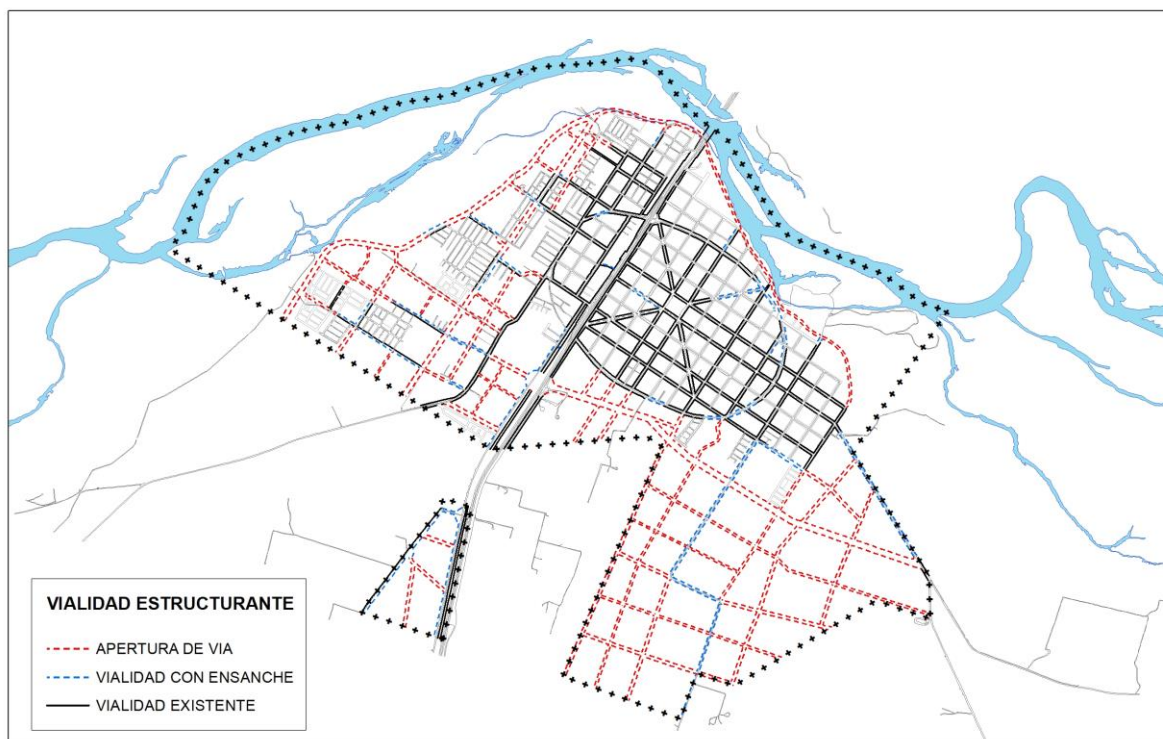 VIALIDAD ESTRUCTURANTE
APERTURA DE VIA
VIALIDAD CON ENSANCHE
VIALIDAD EXISTENTE